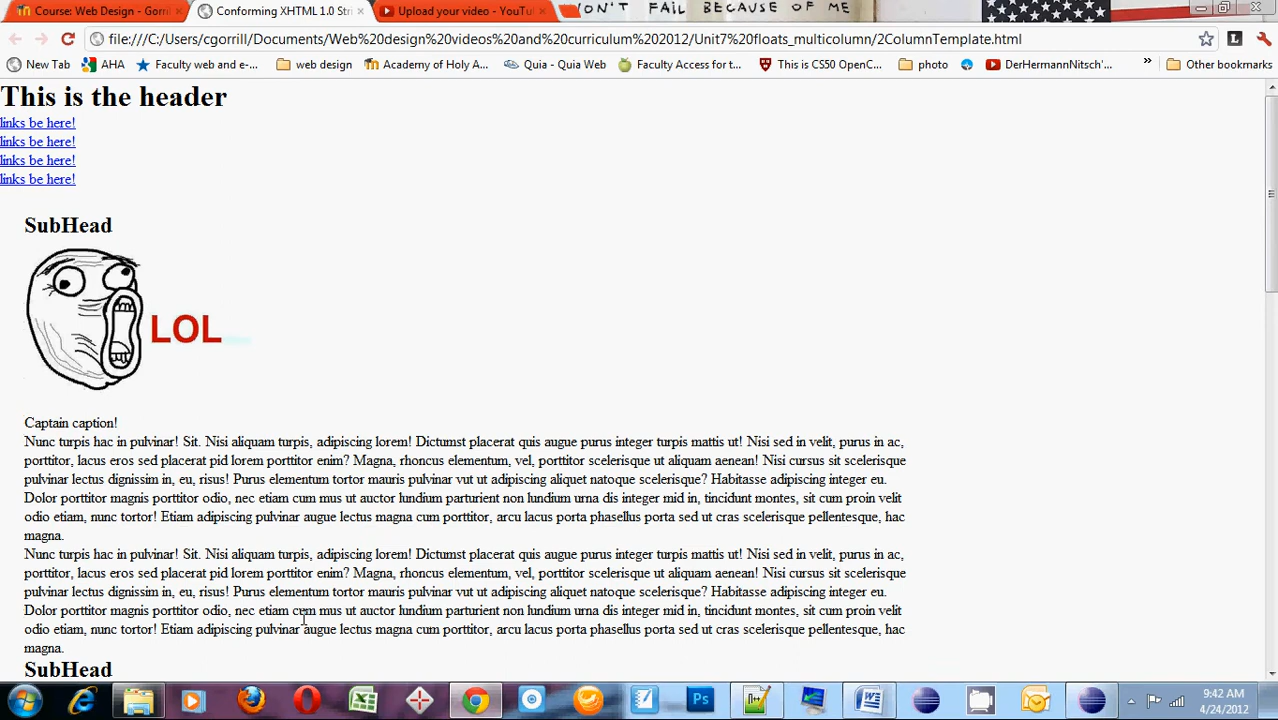 Course: Web Design - Gorril
Conforming XHTML 1.0 Stri
Upload your video - YouTu
ON'T FAIL BECAUSE OF ME
file:///C:/Users/cgorrill/Documents/Web%20design%20videos%20and%20curriculum%202012/Unit7%20floats_multicolumn/2ColumnTemplate.html
New Tab AHA Faculty web and e-... web design Academy of Holy A... Quia - Quia Web Faculty Access for t... This is CS50 OpenC... photo DerHermannNitsch'... » Other bookmarks
This is the header
links be here!
links be here!
links be here!
links be here!
SubHead
LOL
Captain caption!
Nunc turpis hac in pulvinar! Sit. Nisi aliquam turpis, adipiscing lorem! Dictumst placerat quis augue purus integer turpis mattis ut! Nisi sed in velit, purus in ac,
porttitor, lacus eros sed placerat pid lorem porttitor enim? Magna, rhoncus elementum, vel, porttitor scelerisque ut aliquam aenean! Nisi cursus sit scelerisque
pulvinar lectus dignissim in, eu, risus! Purus elementum tortor mauris pulvinar vut ut adipiscing aliquet natoque scelerisque? Habitasse adipiscing integer eu.
Dolor porttitor magnis porttitor odio, nec etiam cum mus ut auctor lundium parturient non lundium urna dis integer mid in, tincidunt montes, sit cum proin velit
odio etiam, nunc tortor! Etiam adipiscing pulvinar augue lectus magna cum porttitor, arcu lacus porta phasellus porta sed ut cras scelerisque pellentesque, hac
magna.
Nunc turpis hac in pulvinar! Sit. Nisi aliquam turpis, adipiscing lorem! Dictumst placerat quis augue purus integer turpis mattis ut! Nisi sed in velit, purus in ac,
porttitor, lacus eros sed placerat pid lorem porttitor enim? Magna, rhoncus elementum, vel, porttitor scelerisque ut aliquam aenean! Nisi cursus sit scelerisque
pulvinar lectus dignissim in, eu, risus! Purus elementum tortor mauris pulvinar vut ut adipiscing aliquet natoque scelerisque? Habitasse adipiscing integer eu.
Dolor porttitor magnis porttitor odio, nec etiam cum mus ut auctor lundium parturient non lundium urna dis integer mid in, tincidunt montes, sit cum proin velit
odio etiam, nunc tortor! Etiam adipiscing pulvinar augue lectus magna cum porttitor, arcu lacus porta phasellus porta sed ut cras scelerisque pellentesque, hac
magna.
SubHead
Ps
9:42 AM
4/24/2012